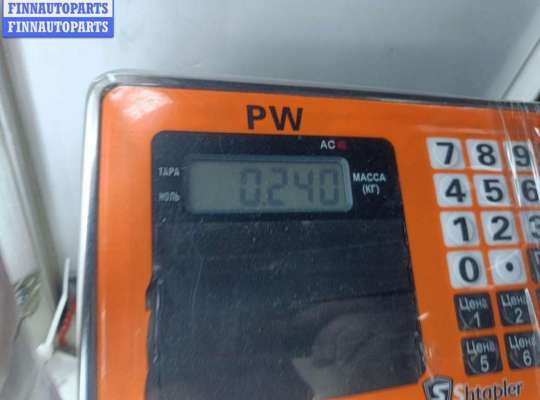 FINNAUTOPARTS
FINNAUTOPARTS
PW
AC
ТАРА
НОЛЬ
0.240
МАССА
(КГ)
7 8 9
4 5 6
1 2 3
0 .
Цена 1
Цена 2
Цена 5
Цена 6
Shtapler